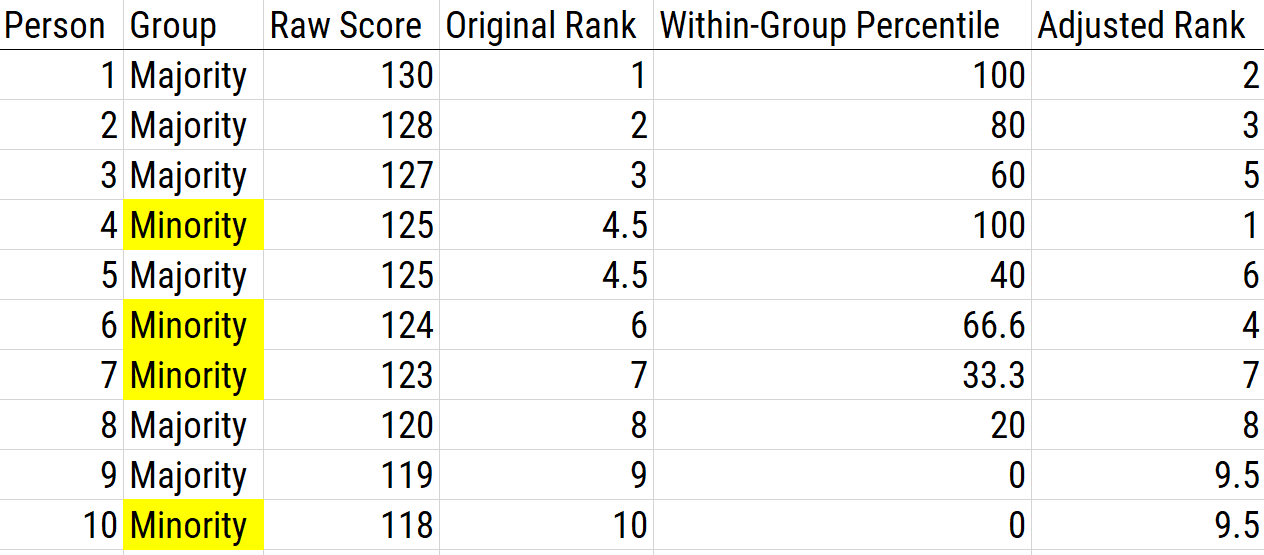 Person Group Raw Score Original Rank Within-Group Percentile Adjusted Rank
1 Majority 130 1 100 2
2 Majority 128 2 80 3
3 Majority 127 3 60 5
4 Minority 125 4.5 100 1
5 Majority 125 4.5 40 6
6 Minority 124 6 66.6 4
7 Minority 123 7 33.3 7
8 Majority 120 8 20 8
9 Majority 119 9 0 9.5
10 Minority 118 10 0 9.5